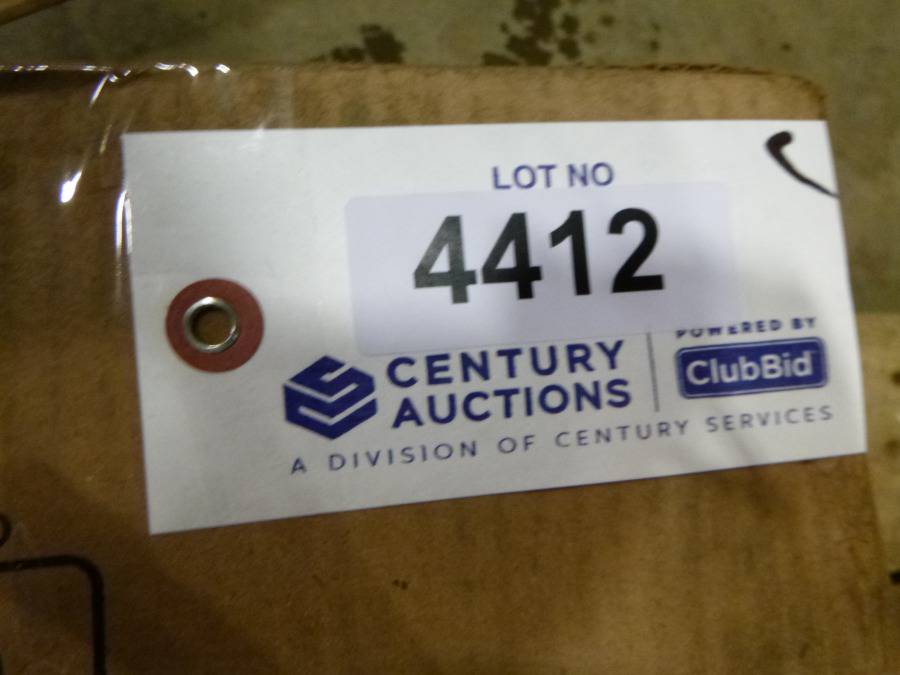 LOT NO
4412
CENTURY
AUCTIONS
POWERED BY
ClubBid
A DIVISION OF CENTURY SERVICES